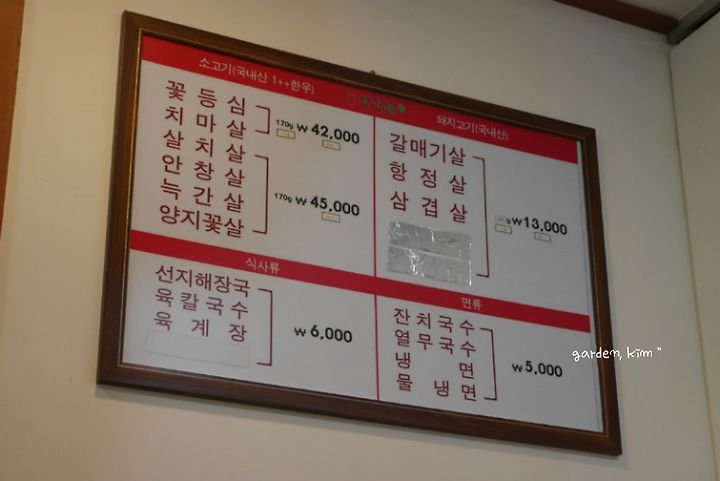 소고기(국내산 1++한우)
꽃등심
치마살
170g ₩ 42,000
살치살
안창살
늑간살
양지꽃살
170g ₩ 45,000
돼지고기(국내산)
갈매기살
항정살
삼겹살
₩ 13,000
식사류
선지해장국
육칼국수
육계장
₩ 6,000
면류
잔치국수
열무국수
냉면
물냉면
₩ 5,000
garden, kim "